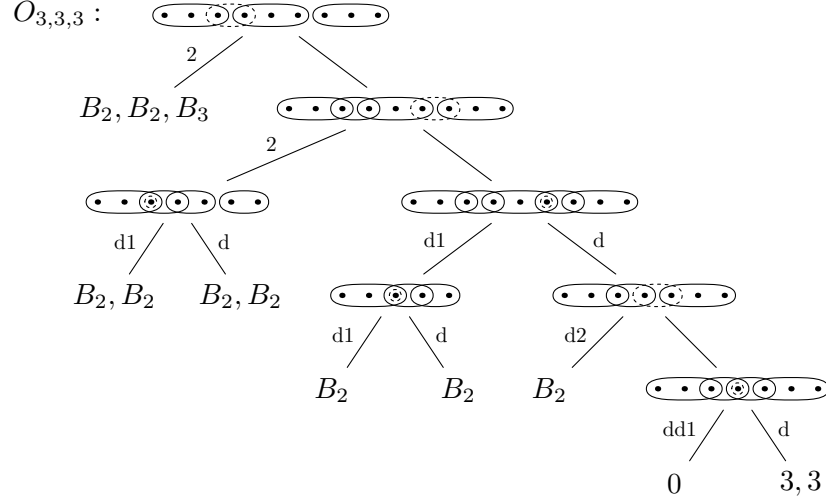 O_{3,3,3} :
2
B_2, B_2, B_3
2
d1 d d1 d
B_2, B_2 B_2, B_2
d1 d d2
B_2 B_2 B_2
dd1 d
0 3, 3